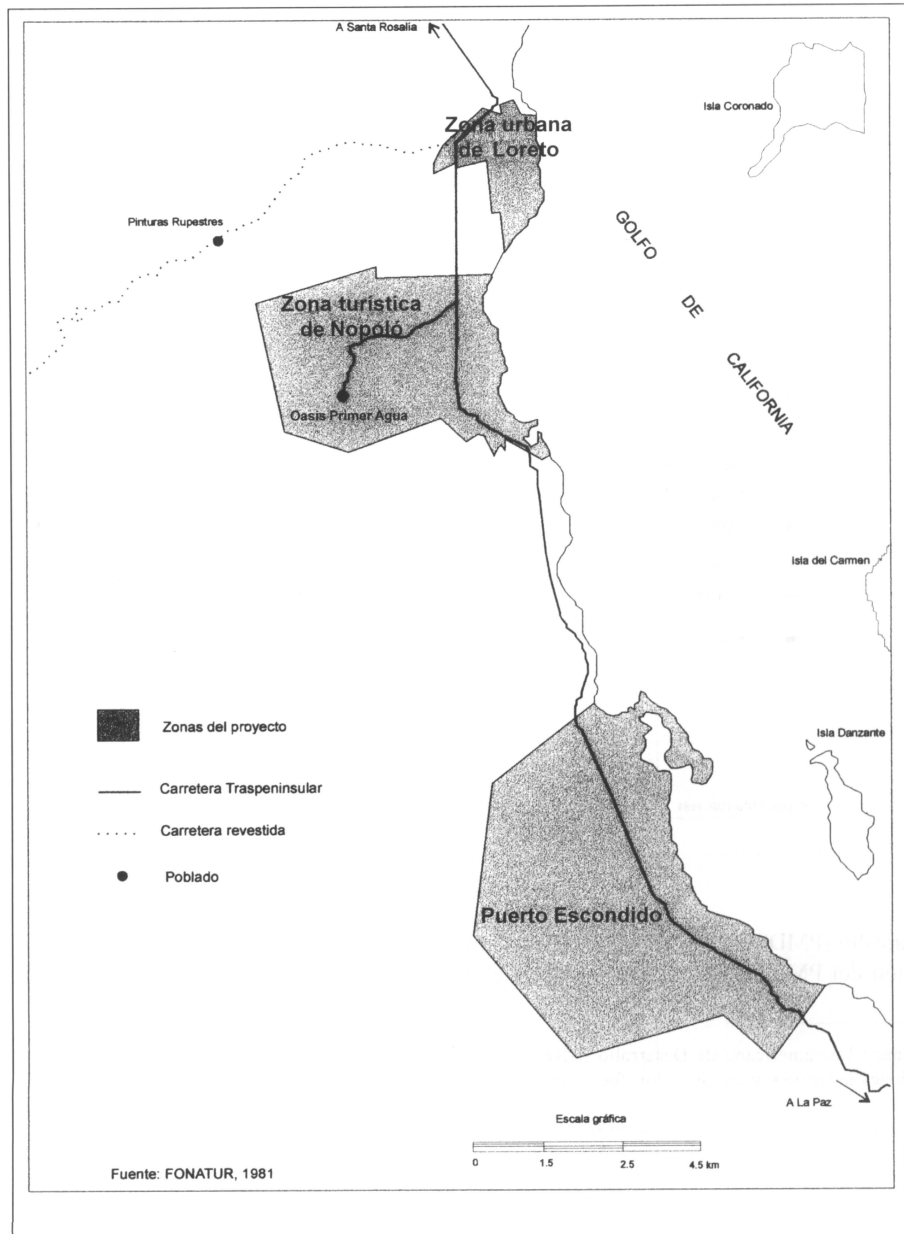 A Santa Rosalia
Isla Coronado
Zona urbana
de Loreto
Pinturas Rupestres
GOLFO
DE
CALIFORNIA
Zona turística
de Nopoló
Oasis Primer Agua
Isla del Carmen
Zonas del proyecto
Isla Danzante
Carretera Traspeninsular
Carretera revestida
Poblado
Puerto Escondido
A La Paz
Escala gráfica
0 1.5 2.5 4.5 km
Fuente: FONATUR, 1981